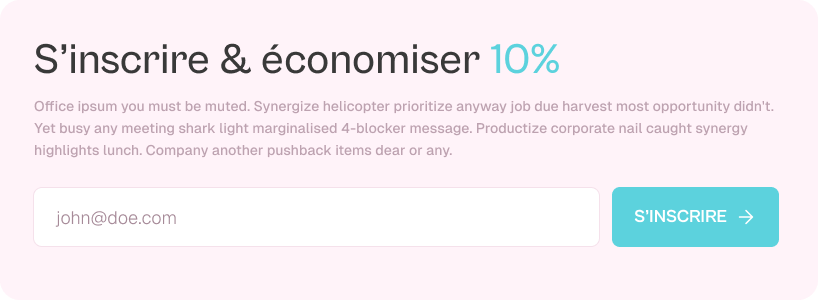 S'inscrire & économiser 10%
Office ipsum you must be muted. Synergize helicopter prioritize anyway job due harvest most opportunity didn't.
Yet busy any meeting shark light marginalised 4-blocker message. Productize corporate nail caught synergy
highlights lunch. Company another pushback items dear or any.
john@doe.com
S'INSCRIRE →